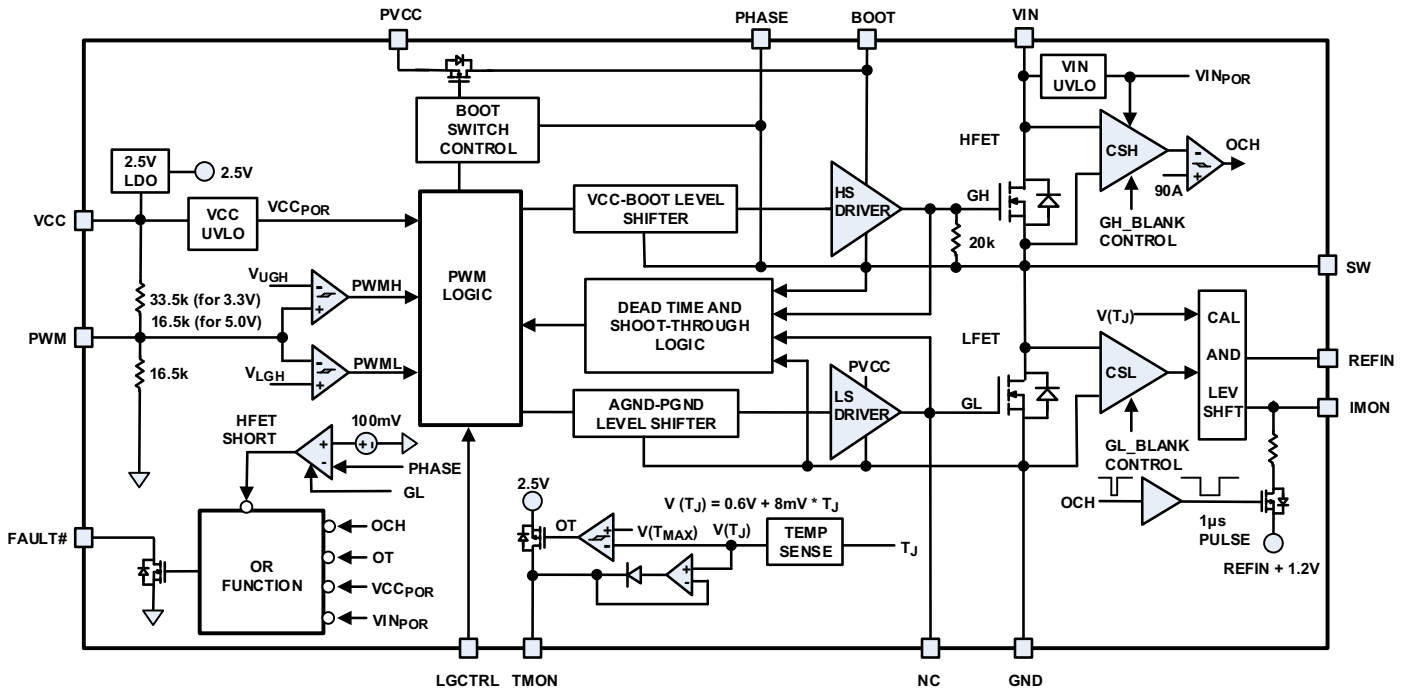 PVCC
PHASE
BOOT
VIN
VIN
UVLO
VIN_POR
BOOT
SWITCH
CONTROL
HFET
CSH
-
+
OCH
90A
2.5V
LDO
2.5V
HS
DRIVER
GH
GH_BLANK
CONTROL
VCC
VCC
UVLO
VCC_POR
VCC-BOOT LEVEL
SHIFTER
20k
SW
PWM
LOGIC
V_UGH
-
+
PWMH
33.5k (for 3.3V)
16.5k (for 5.0V)
DEAD TIME AND
SHOOT-THROUGH
LOGIC
V(T_J)
CAL
AND
LEV
SHFT
PWM
LFET
REFIN
16.5k
-
+
PWML
V_LGH
PVCC
LS
DRIVER
GL
CSL
IMON
AGND-PGND
LEVEL SHIFTER
HFET
SHORT
100mV
+
-
+ -
PHASE
GL
GL_BLANK
CONTROL
OCH
1µs
PULSE
REFIN + 1.2V
2.5V
V (T_J) = 0.6V + 8mV * T_J
OT
+
-
V(T_MAX)
V(T_J)
TEMP
SENSE
T_J
+
-
FAULT#
OR
FUNCTION
OCH
OT
VCC_POR
VIN_POR
LGCTRL
TMON
NC
GND